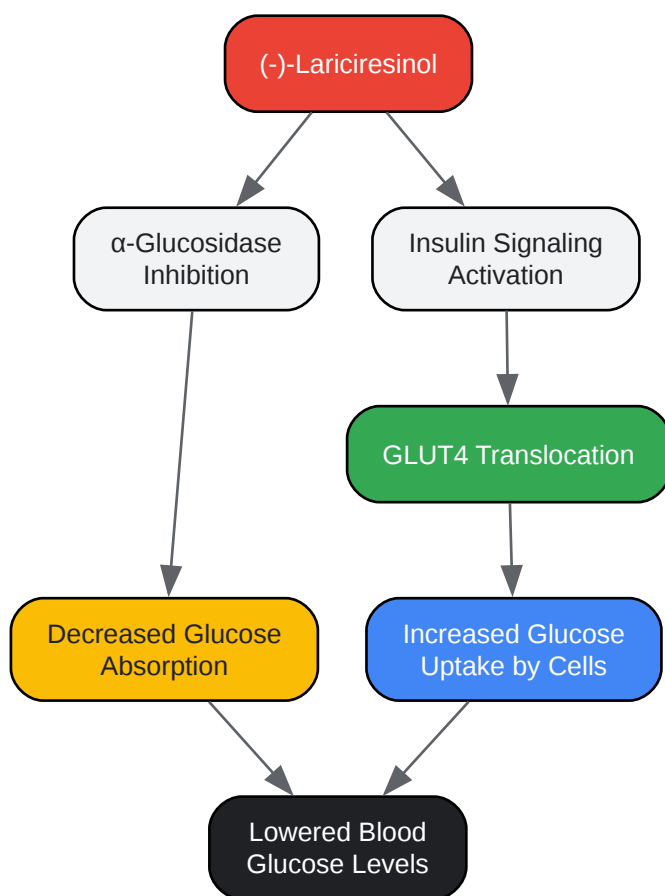 (-)-Lariciresinol
α-Glucosidase
Inhibition
Insulin Signaling
Activation
GLUT4 Translocation
Decreased Glucose
Absorption
Increased Glucose
Uptake by Cells
Lowered Blood
Glucose Levels